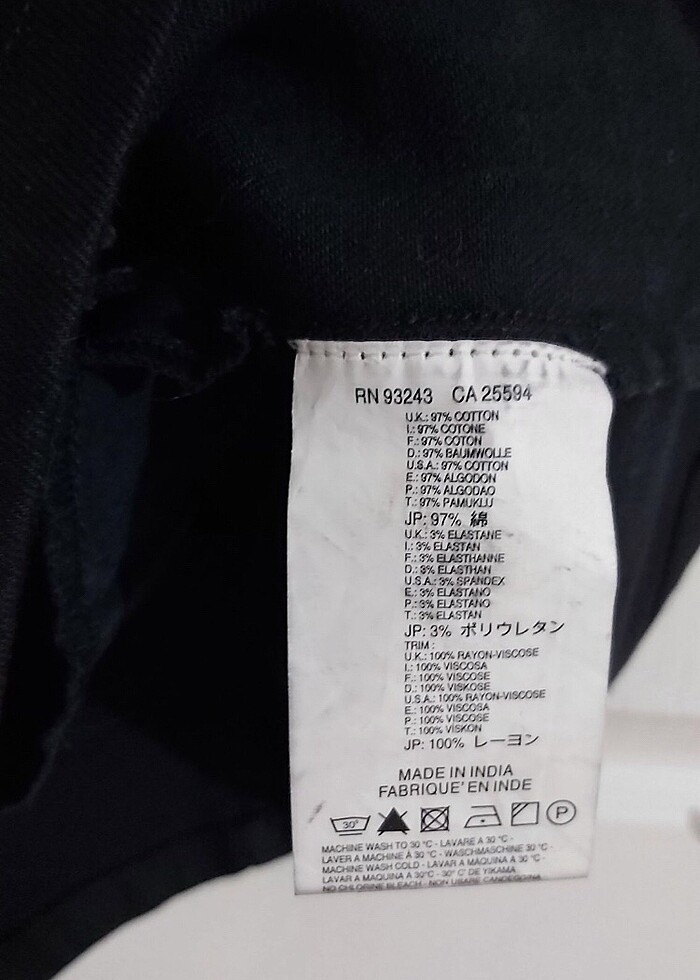 RN 93243 CA 25594
U.K.: 97% COTTON
I.: 97% COTONE
F.: 97% COTON
D.: 97% BAUMWOLLE
U.S.A.: 97% COTTON
E.: 97% ALGODON
P.: 97% ALGODAO
T.: 97% PAMUKLU
JP: 97% 綿
U.K.: 3% ELASTANE
I.: 3% ELASTAN
F.: 3% ELASTHANNE
D.: 3% ELASTHAN
U.S.A.: 3% SPANDEX
E.: 3% ELASTANO
P.: 3% ELASTANO
T.: 3% ELASTAN
JP: 3% ポリウレタン
TRIM :
U.K.: 100% RAYON-VISCOSE
I.: 100% VISCOSA
F.: 100% VISCOSE
D.: 100% VISKOSE
U.S.A.: 100% RAYON-VISCOSE
E.: 100% VISCOSA
P.: 100% VISCOSE
T.: 100% VISKON
JP: 100% レーヨン
MADE IN INDIA
FABRIQUE' EN INDE
30° P
MACHINE WASH TO 30 °C - LAVARE A 30 °C -
LAVER A MACHINE À 30 °C - WASCHMASCHINE 30 °C -
MACHINE WASH COLD - LAVAR A MÁQUINA A 30 °C -
LAVAR A MAQUINA A 30°C - 30° C' DE YIKAMA
NO CHLORINE BLEACH - NON USARE CANDEGGINA